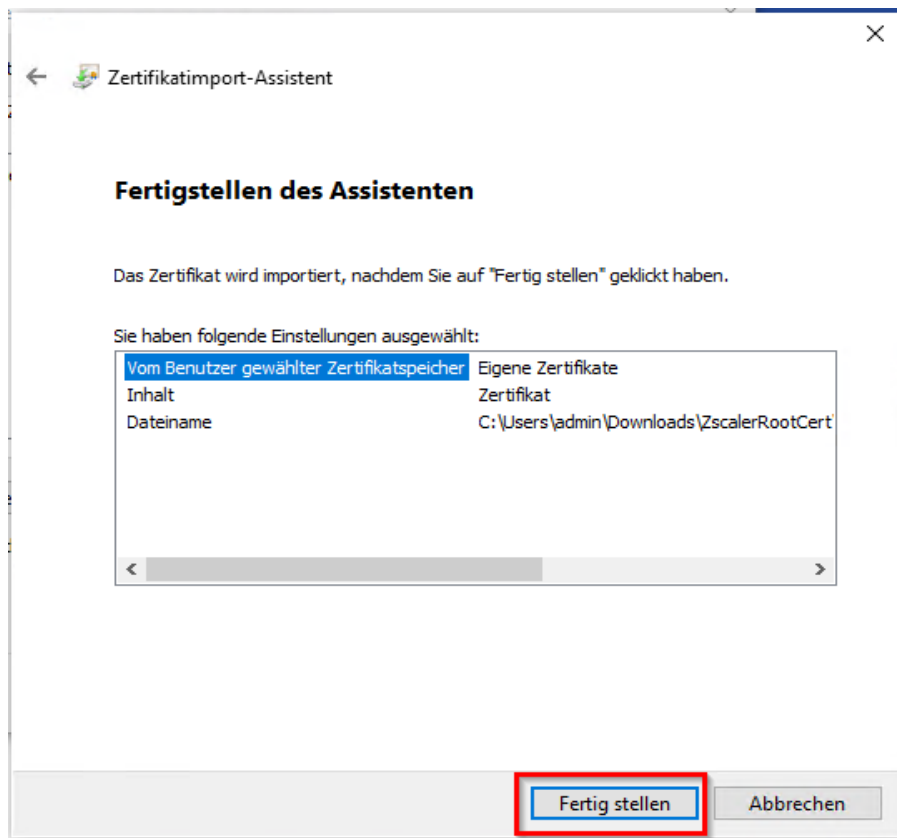 Zertifikatimport-Assistent
Fertigstellen des Assistenten
Das Zertifikat wird importiert, nachdem Sie auf "Fertig stellen" geklickt haben.
Sie haben folgende Einstellungen ausgewählt:
Vom Benutzer gewählter Zertifikatspeicher Eigene Zertifikate
Inhalt Zertifikat
Dateiname C:\Users\admin\Downloads\ZscalerRootCert\
Fertig stellen Abbrechen